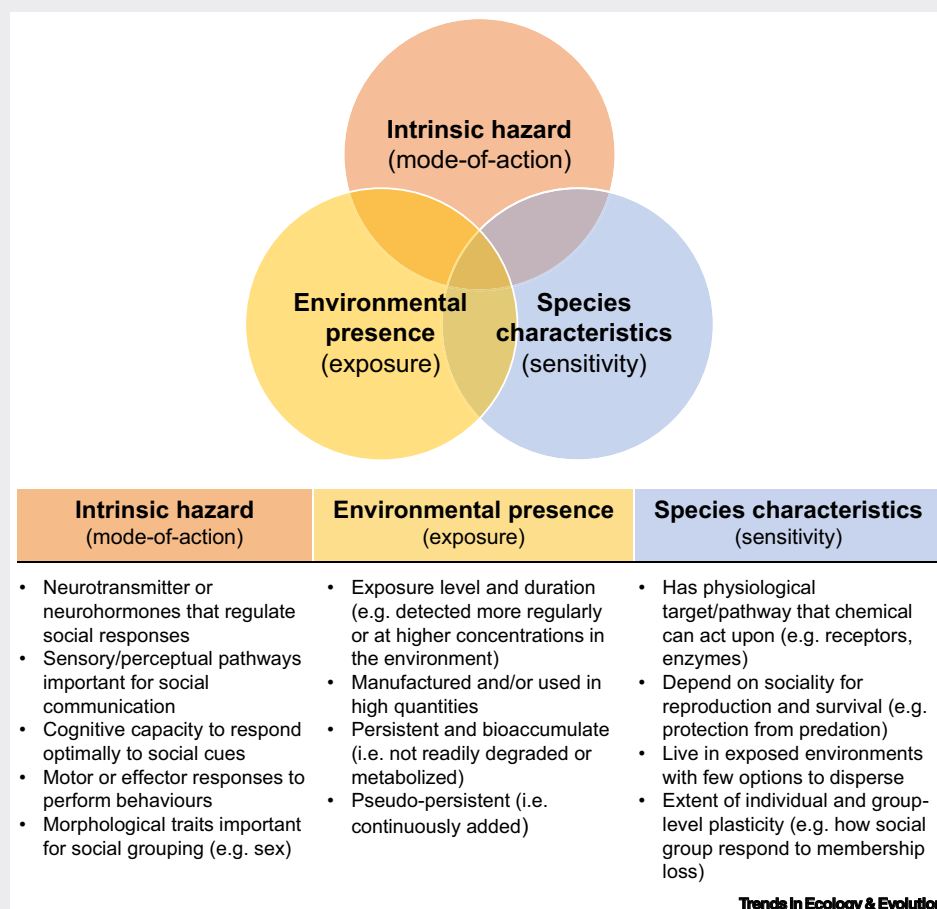 Intrinsic hazard
(mode-of-action)
Environmental
presence
(exposure)
Species
characteristics
(sensitivity)
Intrinsic hazard
(mode-of-action)
Environmental presence
(exposure)
Species characteristics
(sensitivity)
• Neurotransmitter or
neurohormones that regulate
social responses
• Sensory/perceptual pathways
important for social
communication
• Cognitive capacity to respond
optimally to social cues
• Motor or effector responses to
perform behaviours
• Morphological traits important
for social grouping (e.g. sex)
• Exposure level and duration
(e.g. detected more regularly
or at higher concentrations in
the environment)
• Manufactured and/or used in
high quantities
• Persistent and bioaccumulate
(i.e. not readily degraded or
metabolized)
• Pseudo-persistent (i.e.
continuously added)
• Has physiological
target/pathway that chemical
can act upon (e.g. receptors,
enzymes)
• Depend on sociality for
reproduction and survival (e.g.
protection from predation)
• Live in exposed environments
with few options to disperse
• Extent of individual and group-
level plasticity (e.g. how social
group respond to membership
loss)
Trends in Ecology & Evolution